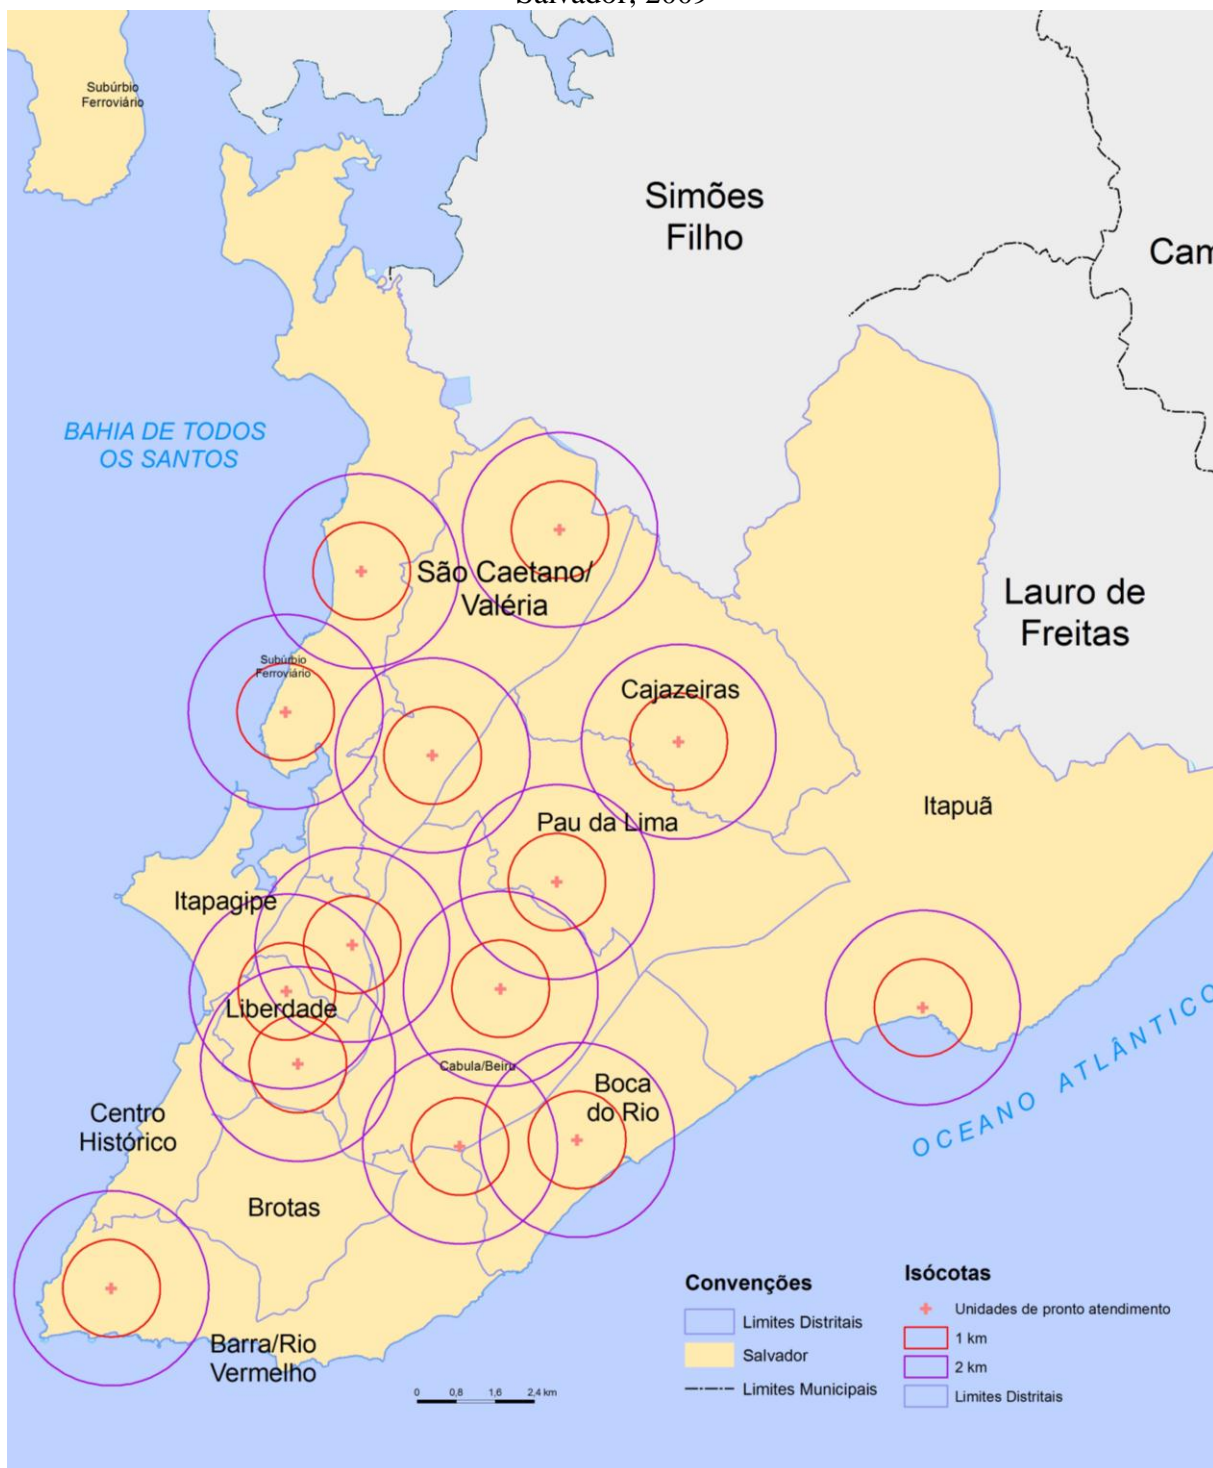 Salvador, 2009
Subúrbio
Ferroviário
Simões
Filho
Cam
BAHIA DE TODOS
OS SANTOS
São Caetano/
Valéria
Lauro de
Freitas
Subúrbio
Ferroviário
Cajazeiras
Itapuã
Pau da Lima
Itapagipe
Liberdade
Cabula/Beiru
Boca
do Rio
OCEANO ATLÂNTICO
Centro
Histórico
Brotas
Barra/Rio
Vermelho
0 0,8 1,6 2,4 km
Convenções
Limites Distritais
Salvador
Limites Municipais
Isócotas
Unidades de pronto atendimento
1 km
2 km
Limites Distritais